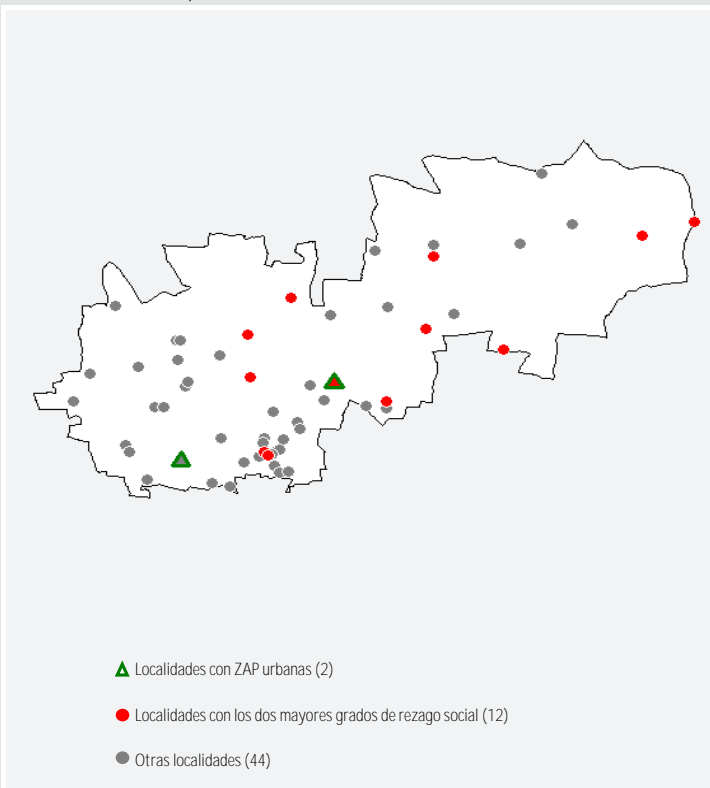 Localidades con ZAP urbanas (2)
Localidades con los dos mayores grados de rezago social (12)
Otras localidades (44)